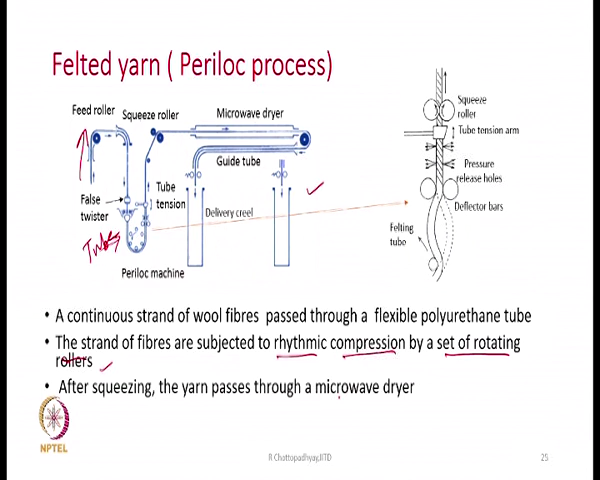 Felted yarn ( Periloc process)
Feed roller
Squeeze roller
Microwave dryer
Guide tube
False
twister
Tube
tension
Delivery creel
Tube
Periloc machine
Squeeze
roller
Tube tension arm
Pressure
release holes
Deflector bars
Felting
tube
• A continuous strand of wool fibres passed through a flexible polyurethane tube
• The strand of fibres are subjected to rhythmic compression by a set of rotating
rollers
• After squeezing, the yarn passes through a microwave dryer
NPTEL
R Chattopadhyay,IITD
25